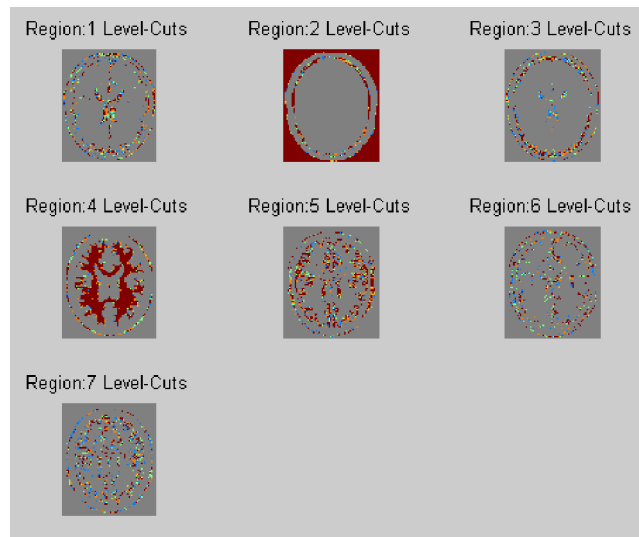 Region:1 Level-Cuts
Region:2 Level-Cuts
Region:3 Level-Cuts
Region:4 Level-Cuts
Region:5 Level-Cuts
Region:6 Level-Cuts
Region:7 Level-Cuts